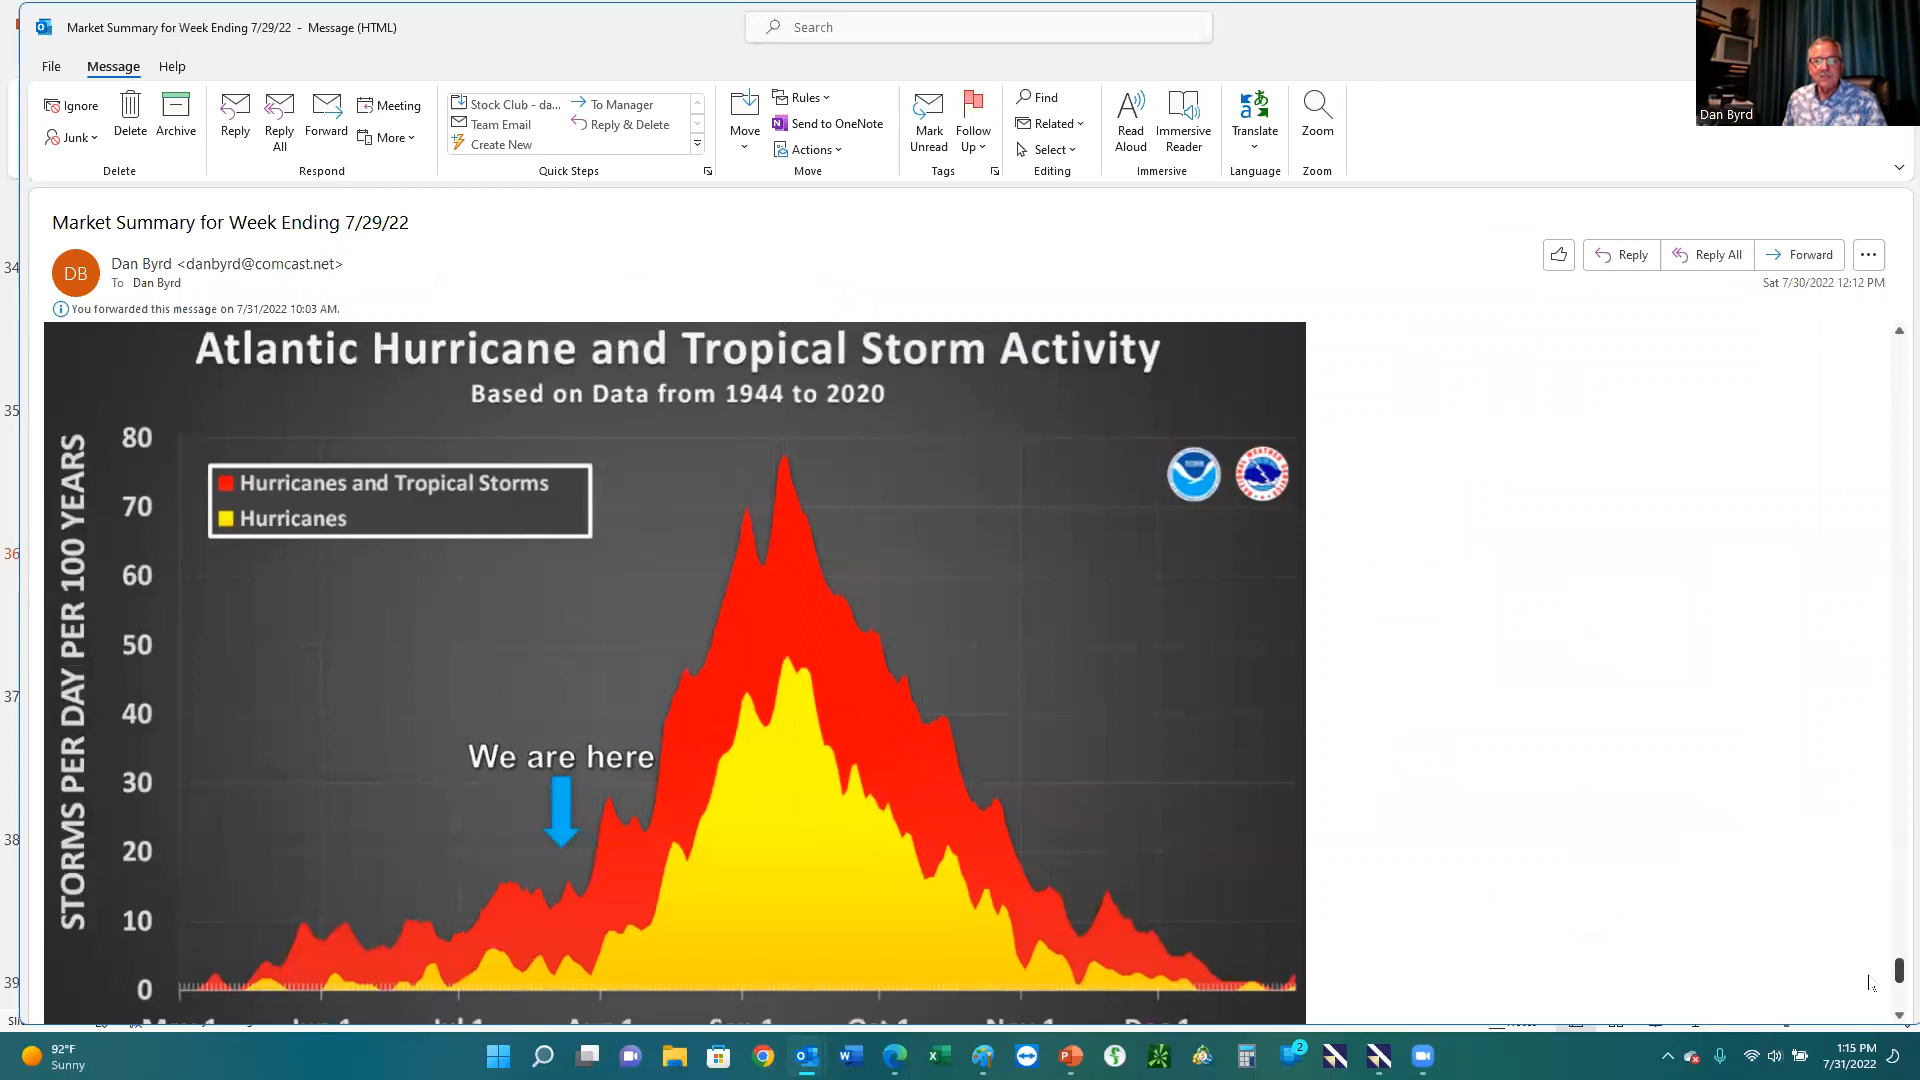 Market Summary for Week Ending 7/29/22 - Message (HTML)
Search
Dan Byrd
File Message Help
Ignore
Junk
Delete
Archive
Delete
Reply
Reply All
Forward
Meeting
More
Respond
Stock Club - da...
Team Email
Create New
To Manager
Reply & Delete
Quick Steps
Move
Rules
Send to OneNote
Actions
Move
Mark Unread
Follow Up
Tags
Find
Related
Select
Editing
Read Aloud
Immersive Reader
Immersive
Translate
Language
Zoom
Zoom
Market Summary for Week Ending 7/29/22
DB
Dan Byrd <danbyrd@comcast.net>
To Dan Byrd
You forwarded this message on 7/31/2022 10:03 AM.
Reply
Reply All
Forward
Sat 7/30/2022 12:12 PM
34
35
36
37
38
39
Atlantic Hurricane and Tropical Storm Activity
Based on Data from 1944 to 2020
STORMS PER DAY PER 100 YEARS
80
70
60
50
40
30
20
10
0
Hurricanes and Tropical Storms
Hurricanes
We are here
92°F
Sunny
2
1:15 PM
7/31/2022